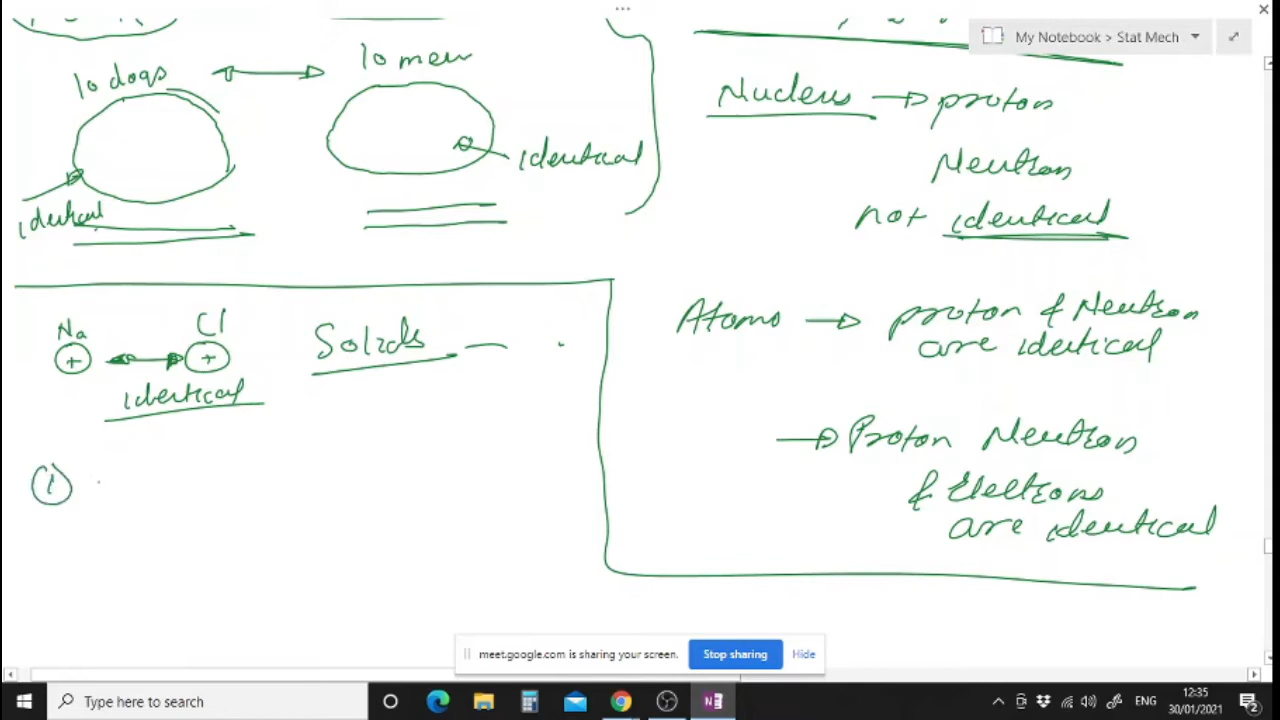 My Notebook > Stat Mech
10 dogs
10 men
identical
identical
Nucleus → proton
Neutron
not identical
Na
Cl
+
+
identical
Solids
Atoms → proton & Neutron
are identical
→ Proton Neutron
& Electrons
are identical
1
meet.google.com is sharing your screen.
Stop sharing
Hide
Type here to search
ENG
12:35
30/01/2021
2